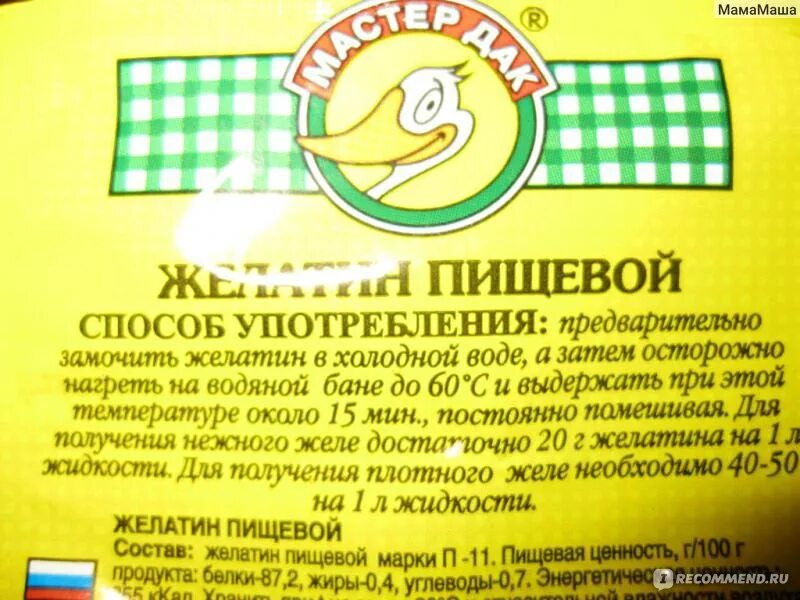 МамаМаша
МАСТЕР ДАК ®
ЖЕЛАТИН ПИЩЕВОЙ
СПОСОБ УПОТРЕБЛЕНИЯ: предварительно
замочить желатин в холодной воде, а затем осторожно
нагреть на водяной бане до 60°С и выдержать при этой
температуре около 15 мин., постоянно помешивая. Для
получения нежного желе достаточно 20 г желатина на 1 л
жидкости. Для получения плотного желе необходимо 40-50
на 1 л жидкости.
ЖЕЛАТИН ПИЩЕВОЙ
Состав: желатин пищевой марки П -11. Пищевая ценность, г/100 г
продукта: белки-87,2, жиры-0,4, углеводы-0,7. Энергетическая ценность
355 кКал.
I RECOMMEND.RU